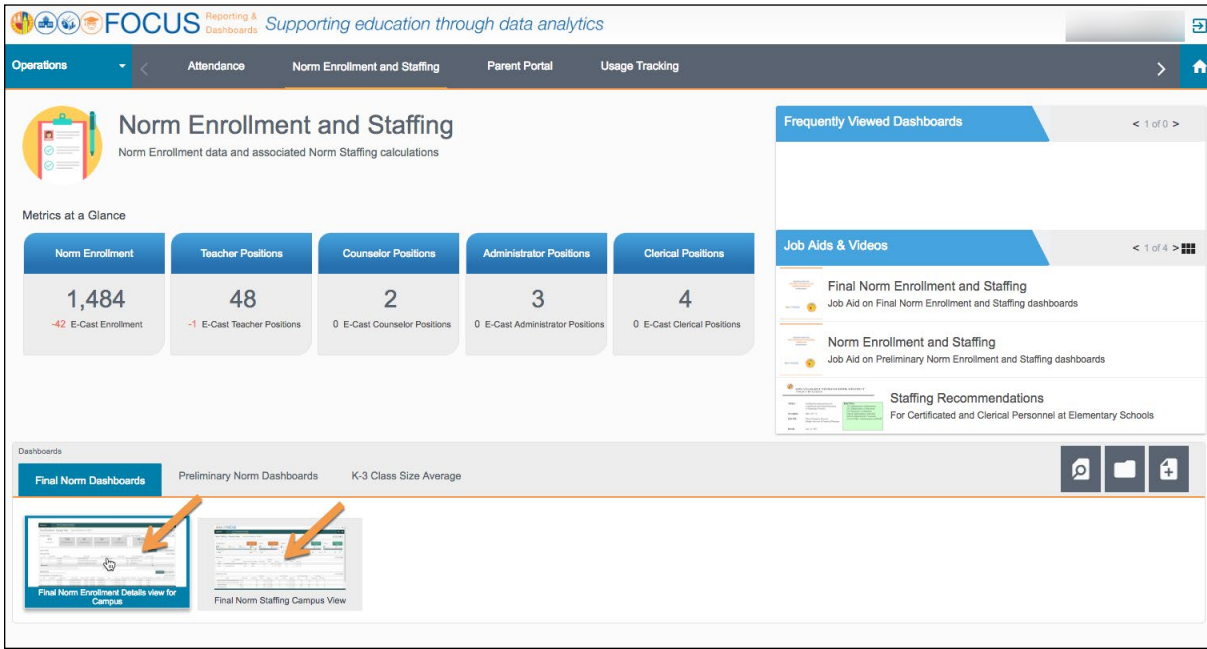 FOCUS Reporting & Dashboards Supporting education through data analytics
Operations
Attendance
Norm Enrollment and Staffing
Parent Portal
Usage Tracking
Norm Enrollment and Staffing
Norm Enrollment data and associated Norm Staffing calculations
Metrics at a Glance
Norm Enrollment
1,484
-42 E-Cast Enrollment
Teacher Positions
48
-1 E-Cast Teacher Positions
Counselor Positions
2
0 E-Cast Counselor Positions
Administrator Positions
3
0 E-Cast Administrator Positions
Clerical Positions
4
0 E-Cast Clerical Positions
Frequently Viewed Dashboards
< 1 of 0 >
Job Aids & Videos
< 1 of 4 >
Final Norm Enrollment and Staffing
Job Aid on Final Norm Enrollment and Staffing dashboards
Norm Enrollment and Staffing
Job Aid on Preliminary Norm Enrollment and Staffing dashboards
Staffing Recommendations
For Certificated and Clerical Personnel at Elementary Schools
Dashboards
Final Norm Dashboards
Preliminary Norm Dashboards
K-3 Class Size Average
Final Norm Enrollment Details view for
Campus
Final Norm Staffing Campus View